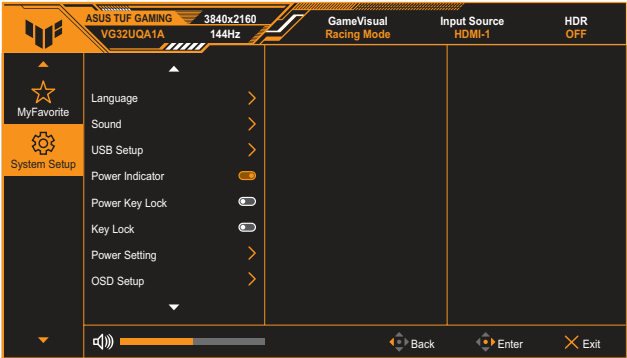 ASUS TUF GAMING 3840x2160 GameVisual Input Source HDR
VG32UQA1A 144Hz Racing Mode HDMI-1 OFF
MyFavorite
System Setup
Language
Sound
USB Setup
Power Indicator
Power Key Lock
Key Lock
Power Setting
OSD Setup
Back Enter Exit